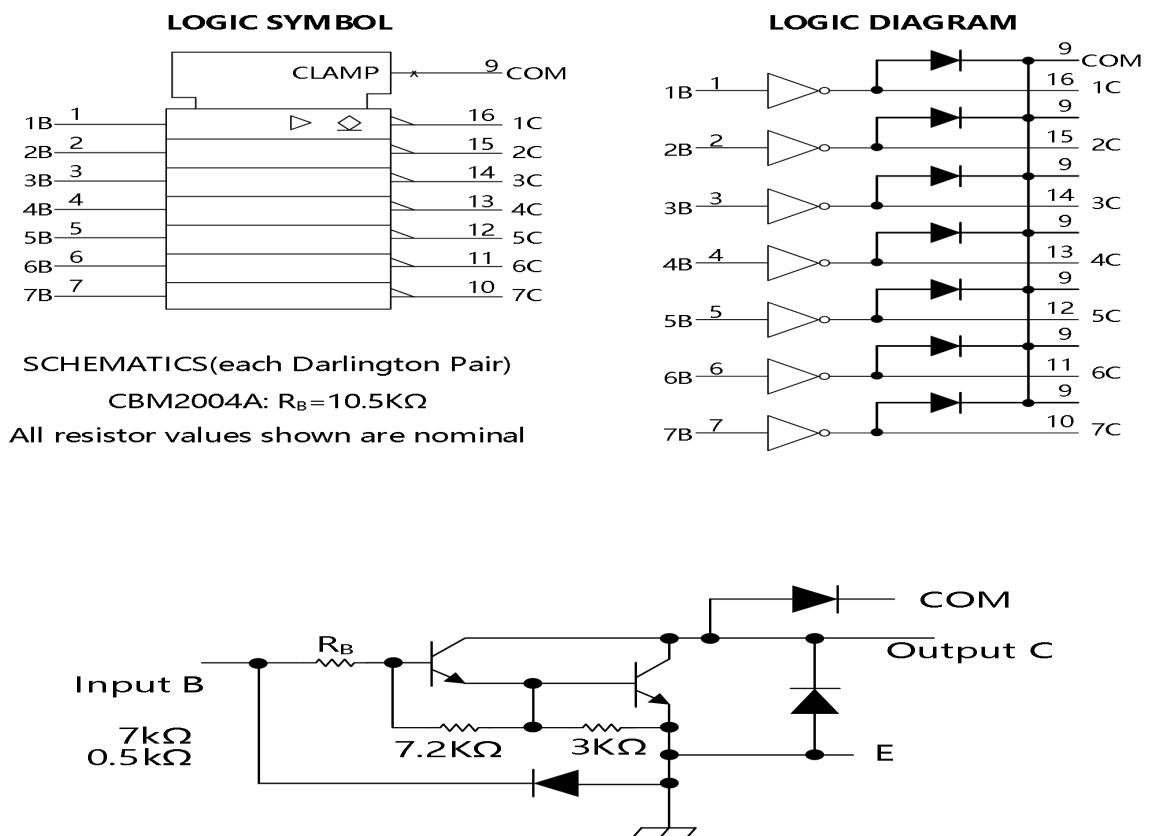 LOGIC SYMBOL
CLAMP
9
COM
1B 1 16 1C
2B 2 15 2C
3B 3 14 3C
4B 4 13 4C
5B 5 12 5C
6B 6 11 6C
7B 7 10 7C
SCHEMATICS(each Darlington Pair)
CBM2004A: RB=10.5KΩ
All resistor values shown are nominal
LOGIC DIAGRAM
9 COM
1B 1 16 1C
9
2B 2 15 2C
9
3B 3 14 3C
9
4B 4 13 4C
9
5B 5 12 5C
9
6B 6 11 6C
9
7B 7 10 7C
COM
RB
Output C
Input B
7kΩ
0.5kΩ
7.2KΩ
3KΩ
E